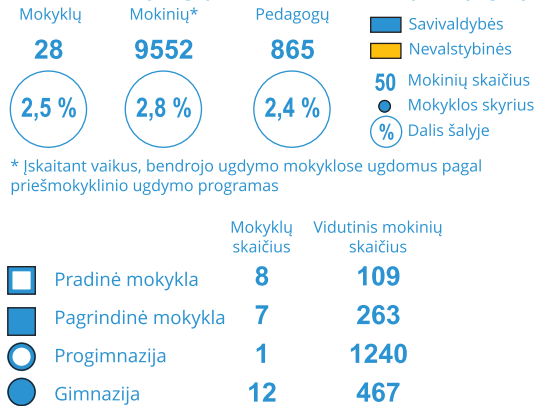 Mokyklų Mokinių* Pedagogų
28 9552 865
2,5 % 2,8 % 2,4 %
Savivaldybės
Nevalstybinės
50 Mokinių skaičius
Mokyklos skyrius
% Dalis šalyje
* Įskaitant vaikus, bendrojo ugdymo mokyklose ugdomus pagal
priešmokyklinio ugdymo programas
Mokyklų Vidutinis mokinių
skaičius skaičius
Pradinė mokykla 8 109
Pagrindinė mokykla 7 263
Progimnazija 1 1240
Gimnazija 12 467